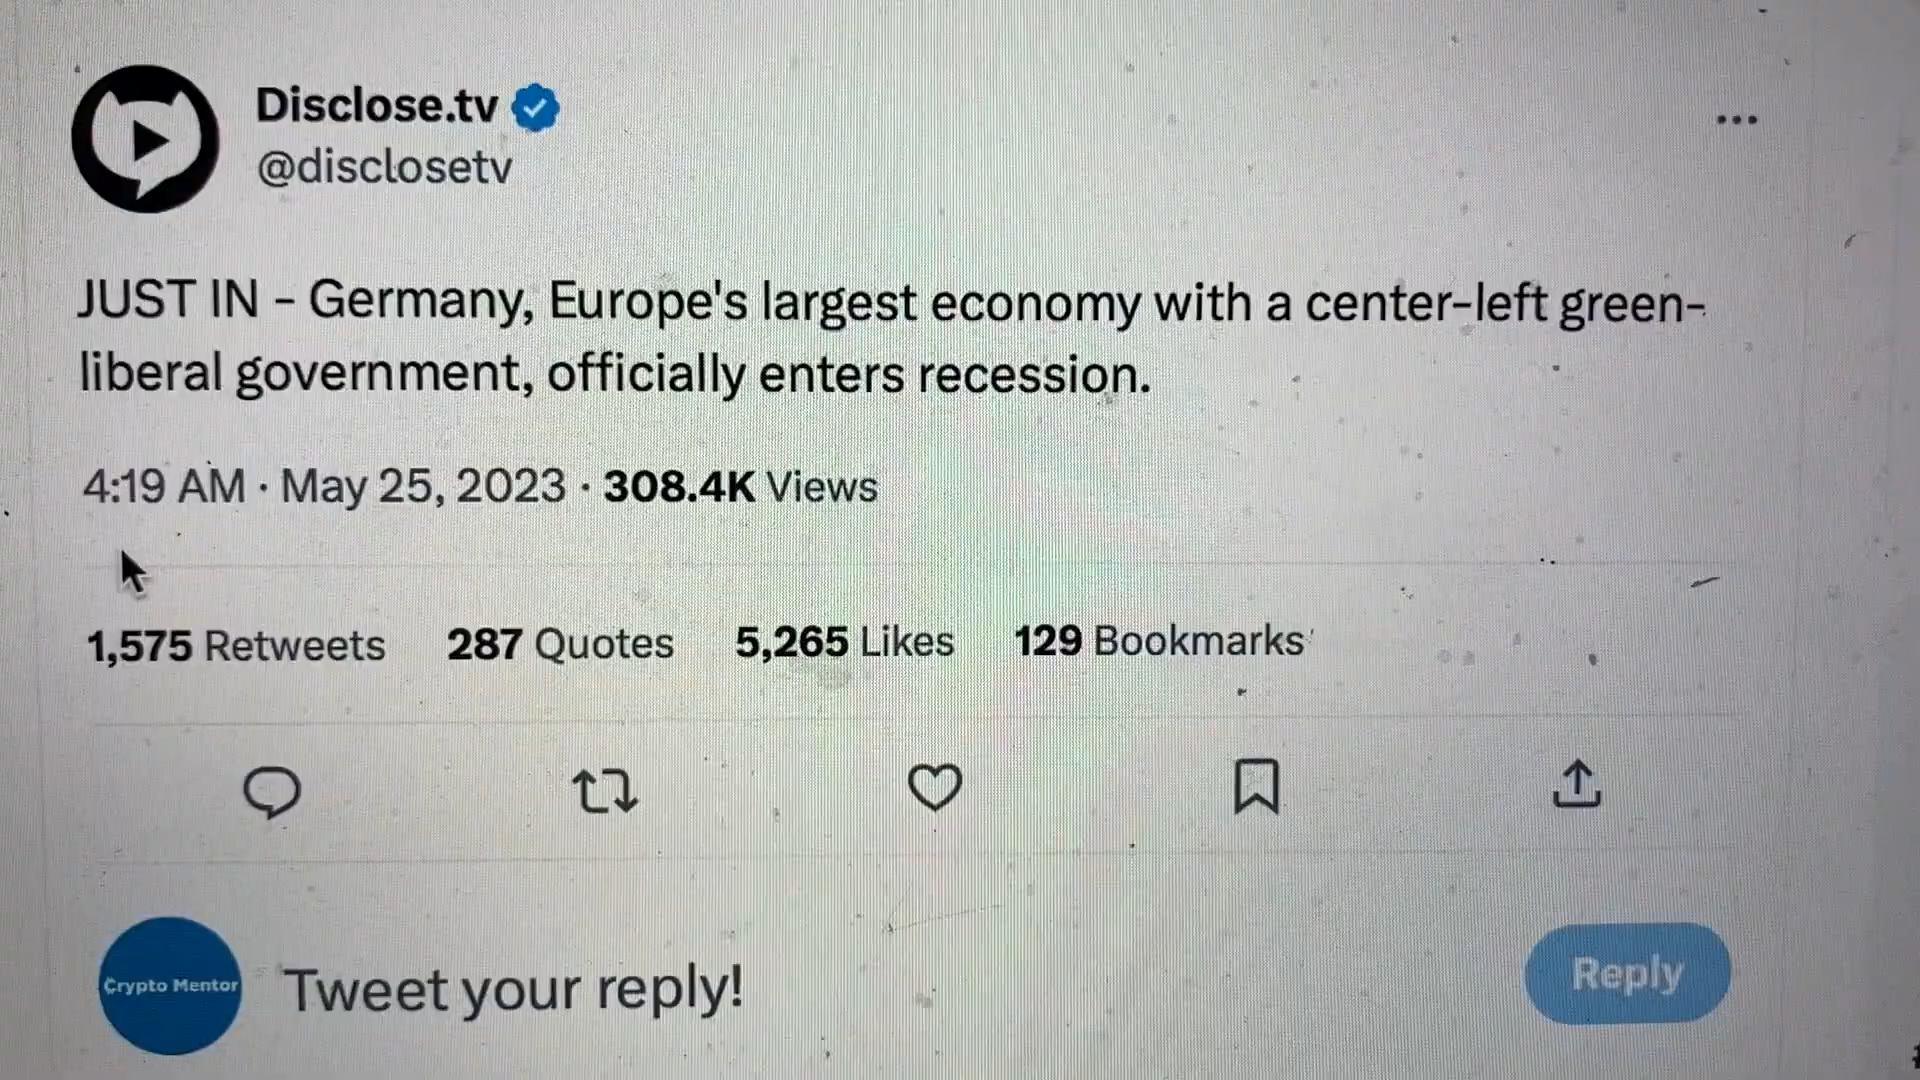 Disclose.tv
@disclosetv
JUST IN - Germany, Europe's largest economy with a center-left green-
liberal government, officially enters recession.
4:19 AM · May 25, 2023 · 308.4K Views
1,575 Retweets 287 Quotes 5,265 Likes 129 Bookmarks
Crypto Mentor Tweet your reply! Reply